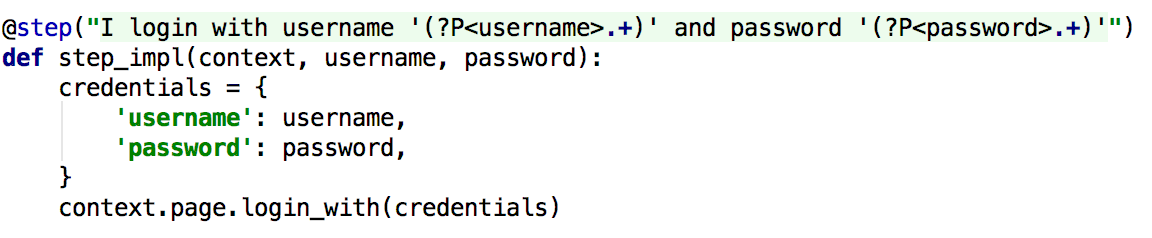 @step("I login with username '(?P<username>.+)' and password '(?P<password>.+)'")
def step_impl(context, username, password):
    credentials = {
        'username': username,
        'password': password,
    }
    context.page.login_with(credentials)